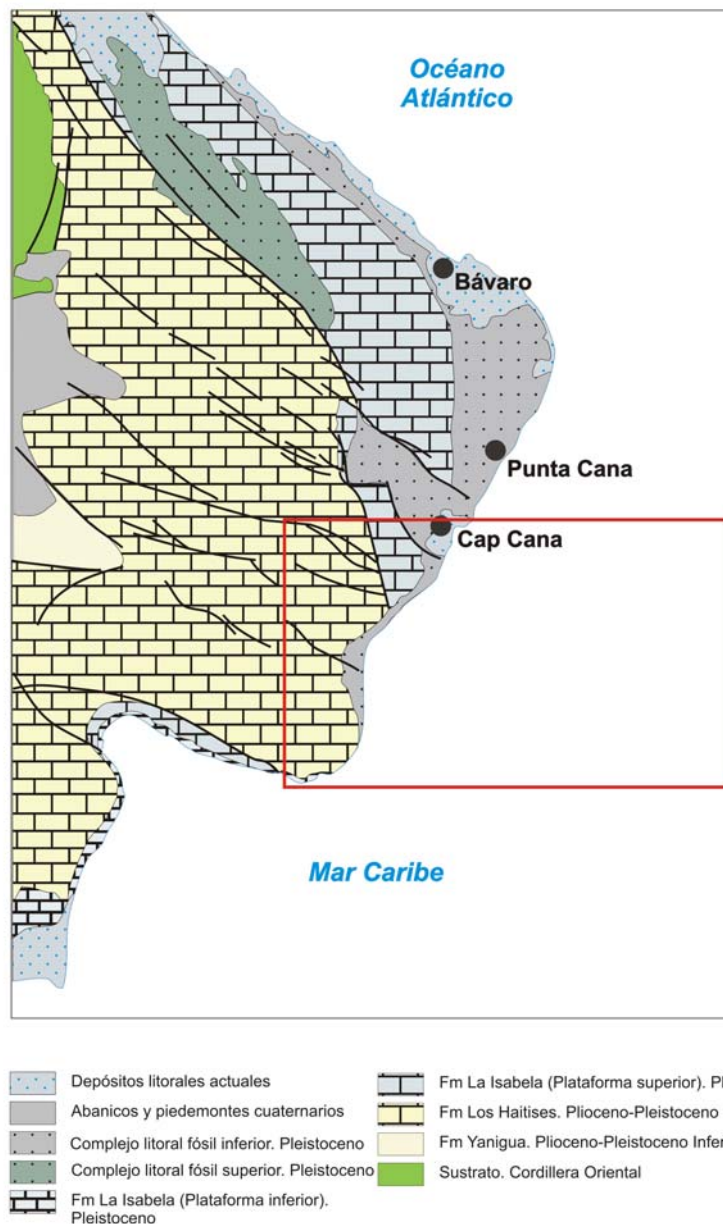 Océano
Atlántico
Bávaro
Punta Cana
Cap Cana
Mar Caribe
Depósitos litorales actuales
Abanicos y piedemontes cuaternarios
Complejo litoral fósil inferior. Pleistoceno
Complejo litoral fósil superior. Pleistoceno
Fm La Isabela (Plataforma inferior).
Pleistoceno
Fm La Isabela (Plataforma superior).
Fm Los Haitises. Plioceno-Pleistoceno
Fm Yanigua. Plioceno-Pleistoceno
Sustrato. Cordillera Oriental